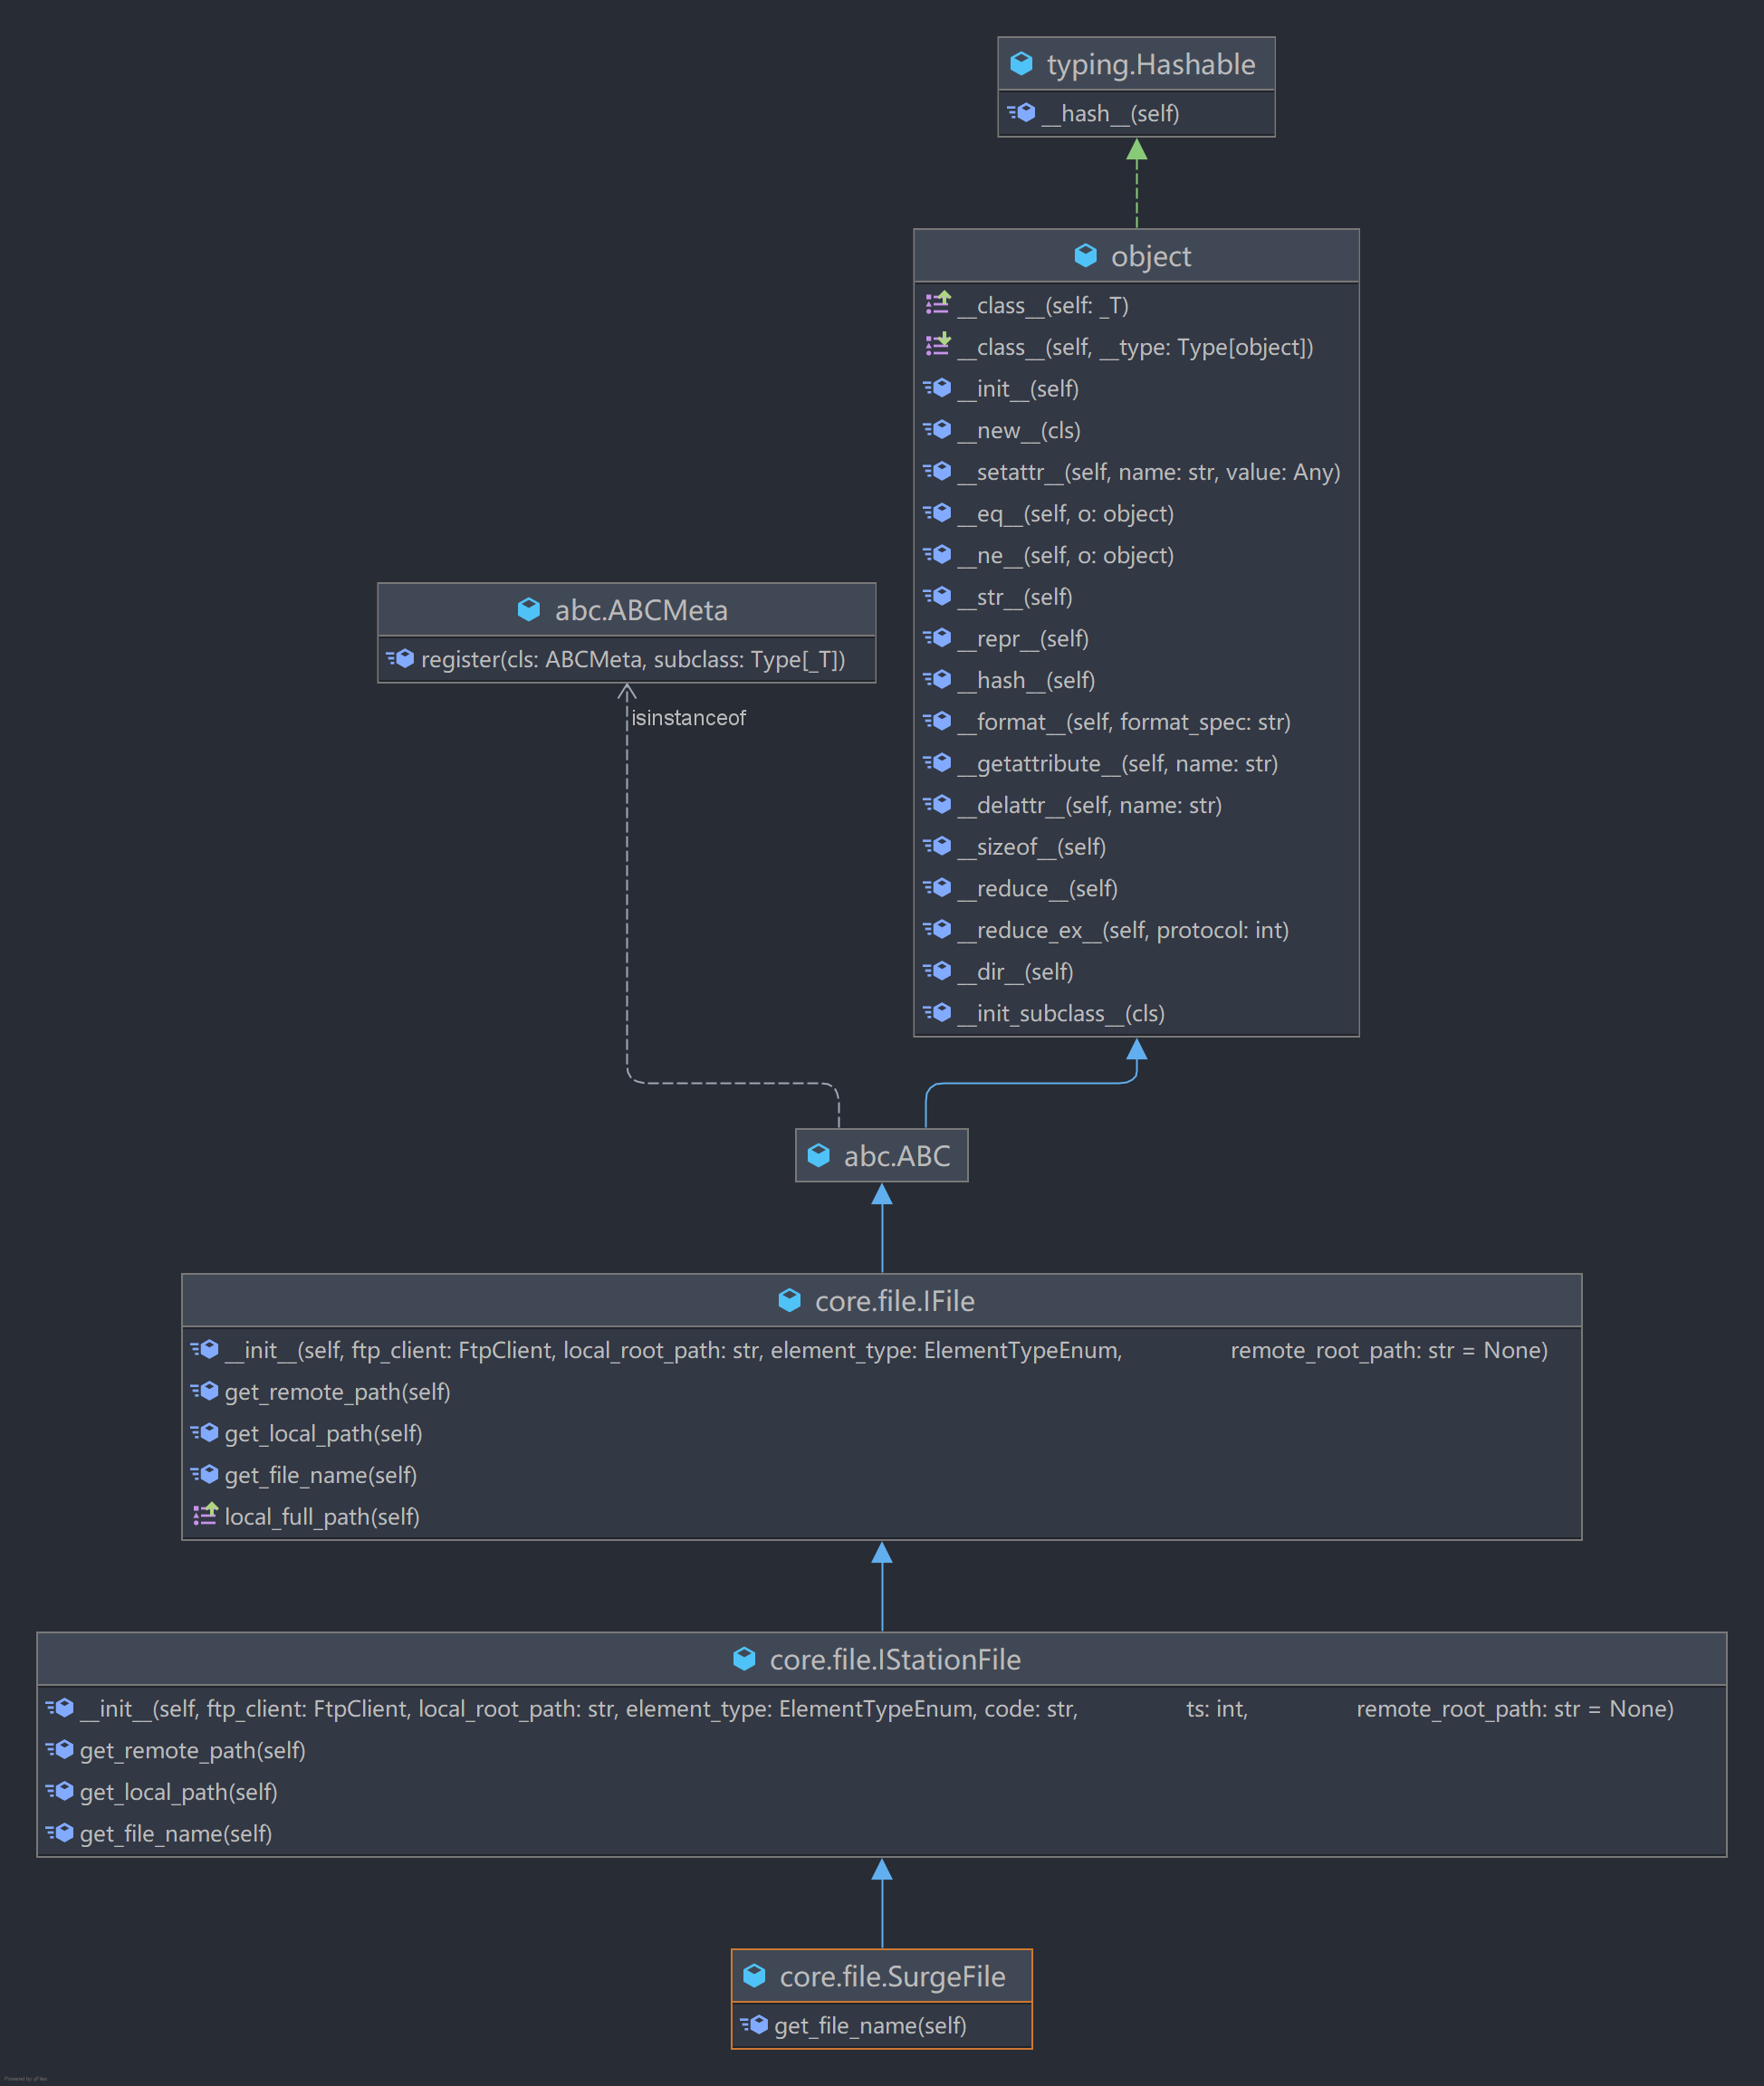 typing.Hashable
__hash__(self)
object
__class__(self: _T)
__class__(self, __type: Type[object])
__init__(self)
__new__(cls)
__setattr__(self, name: str, value: Any)
__eq__(self, o: object)
__ne__(self, o: object)
__str__(self)
__repr__(self)
__hash__(self)
__format__(self, format_spec: str)
__getattribute__(self, name: str)
__delattr__(self, name: str)
__sizeof__(self)
__reduce__(self)
__reduce_ex__(self, protocol: int)
__dir__(self)
__init_subclass__(cls)
abc.ABCMeta
register(cls: ABCMeta, subclass: Type[_T])
isinstanceof
abc.ABC
core.file.IFile
__init__(self, ftp_client: FtpClient, local_root_path: str, element_type: ElementTypeEnum, remote_root_path: str = None)
get_remote_path(self)
get_local_path(self)
get_file_name(self)
local_full_path(self)
core.file.IStationFile
__init__(self, ftp_client: FtpClient, local_root_path: str, element_type: ElementTypeEnum, code: str, ts: int, remote_root_path: str = None)
get_remote_path(self)
get_local_path(self)
get_file_name(self)
core.file.SurgeFile
get_file_name(self)
Powered by yFiles